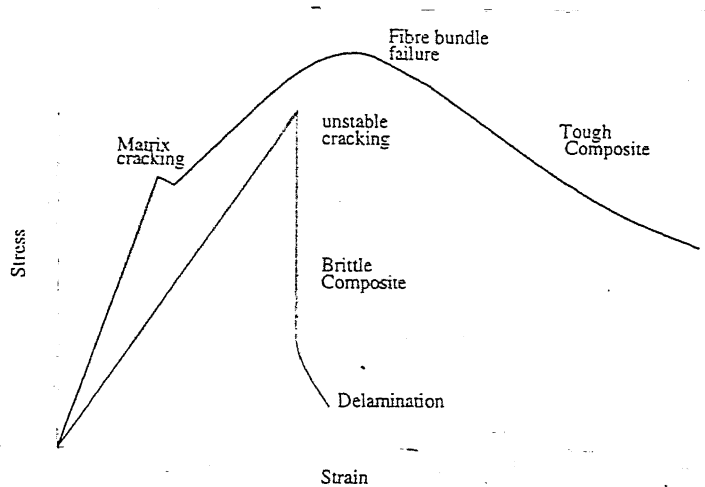 Fibre bundle
failure
unstable
cracking
Matrix
cracking
Tough
Composite
Stress
Brittle
Composite
Delamination
Strain